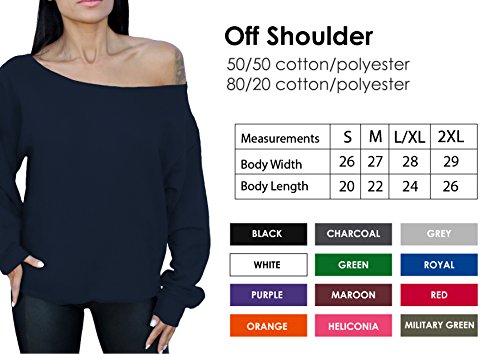 Off Shoulder
50/50 cotton/polyester
80/20 cotton/polyester
Measurements S M L/XL 2XL
Body Width 26 27 28 29
Body Length 20 22 24 26
BLACK CHARCOAL GREY
WHITE GREEN ROYAL
PURPLE MAROON RED
ORANGE HELICONIA MILITARY GREEN